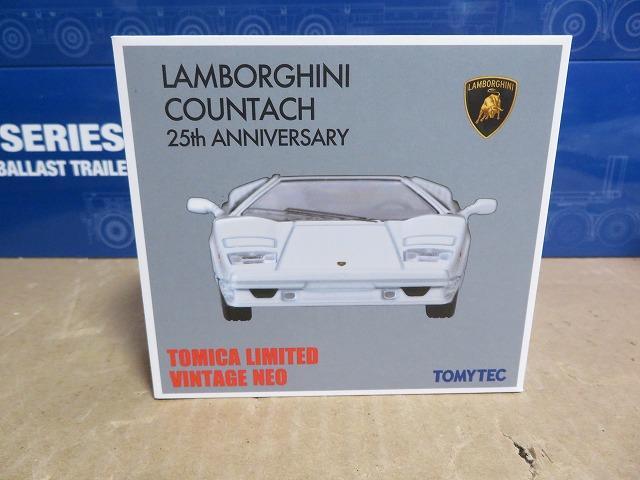 LAMBORGHINI
COUNTACH
25th ANNIVERSARY
LAMBORGHINI
TOMICA LIMITED
VINTAGE NEO
TOMYTEC
SERIES
BALLAST TRAILE